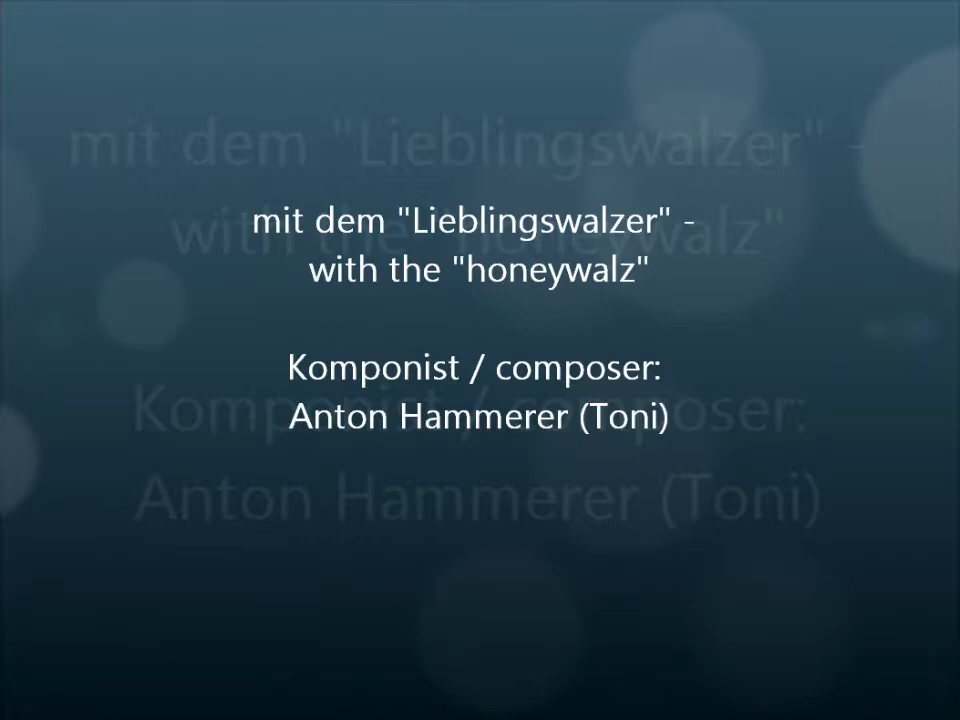 mit dem "Lieblingswalzer" -
with the "honeywalz"
Komponist / composer:
Anton Hammerer (Toni)